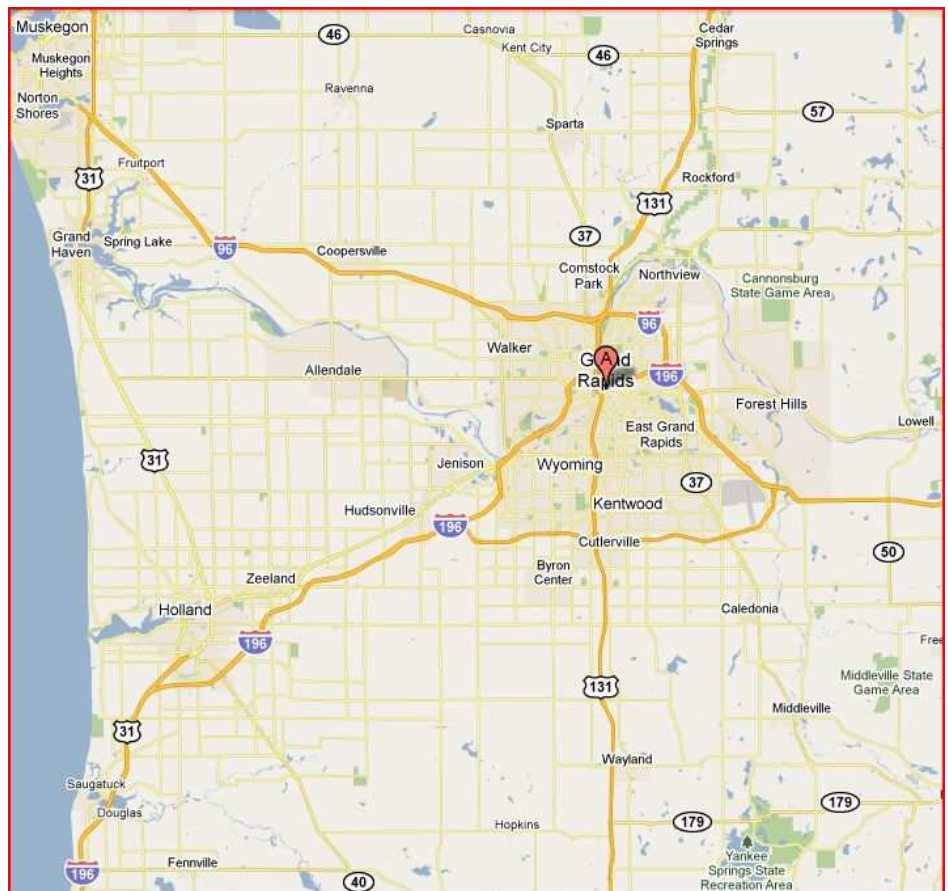 Muskegon
46
Casnovia
Cedar
Springs
Kent City
46
Muskegon
Heights
Ravenna
Norton
Shores
57
Sparta
Fruitport
31
Rockford
131
Grand
Haven
Spring Lake
96
Coopersville
37
Comstock
Park
Northview
Cannonsburg
State Game Area
96
Walker
Grand
Rapids
A
Allendale
196
Forest Hills
Lowell
East Grand
Rapids
31
Jenison
Wyoming
37
Hudsonville
Kentwood
196
Cutlerville
50
Byron
Center
Zeeland
Holland
Caledonia
196
Free
Middleville State
Game Area
131
Middleville
31
Wayland
Saugatuck
Douglas
179
179
Hopkins
Yankee
Springs State
Recreation Area
Fennville
196
40